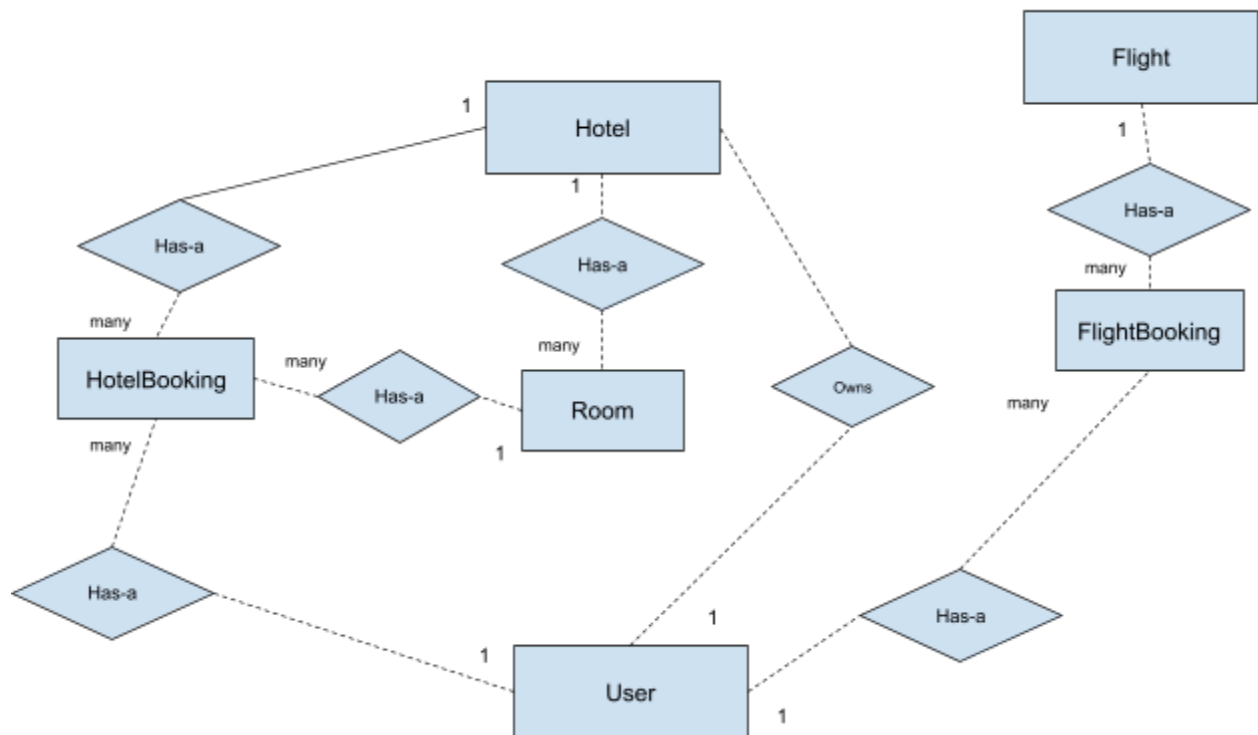 Flight
1
Hotel
1
1
Has-a
Has-a
Has-a
many
many
many
HotelBooking
many
Has-a
Room
1
Owns
FlightBooking
many
many
Has-a
1
1
Has-a
User
1